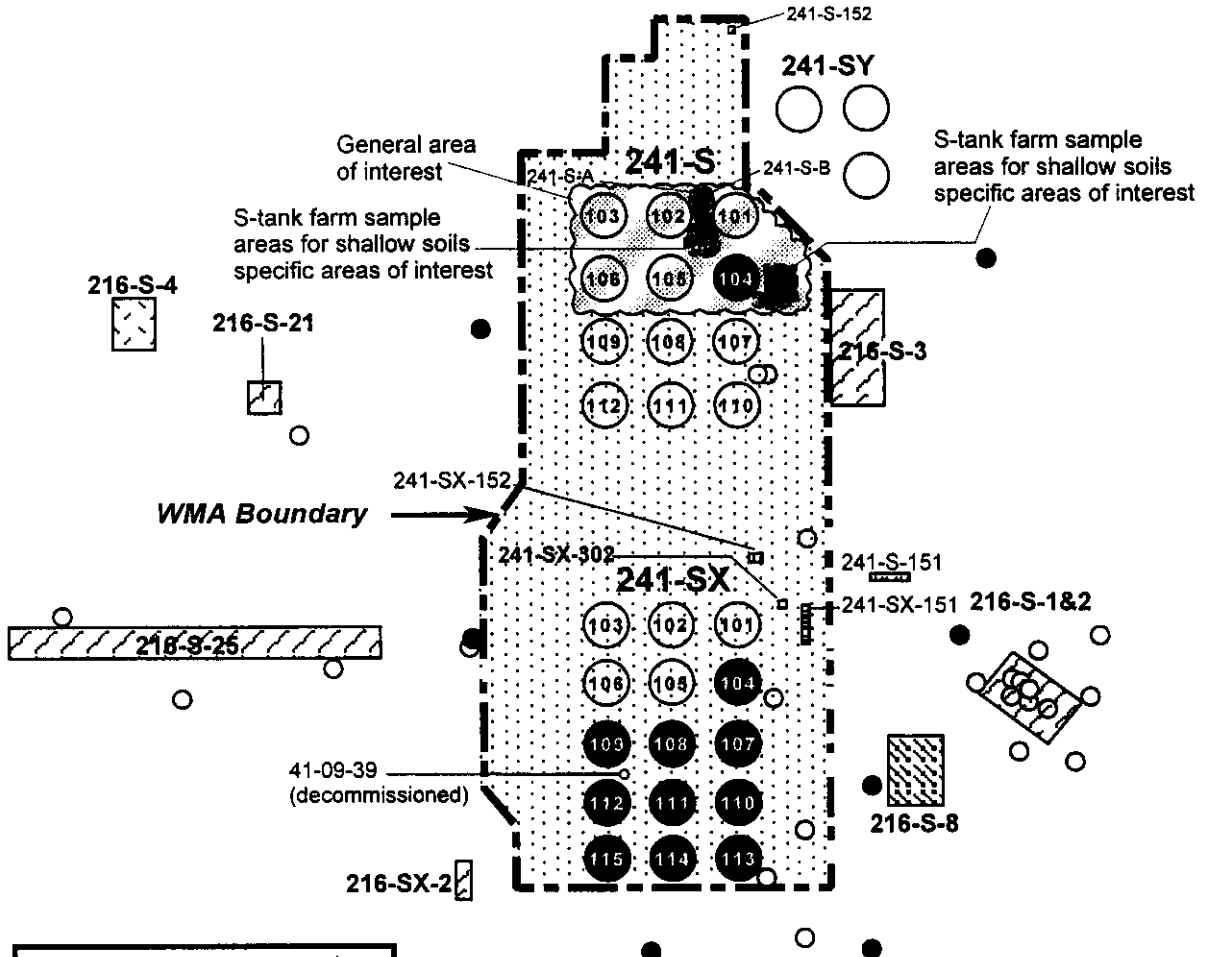 241-S-152
241-SY
General area
of interest
241-S
S-tank farm sample
areas for shallow soils
specific areas of interest
241-S-A
241-S-B
S-tank farm sample
areas for shallow soils
specific areas of interest
103
102
101
106
105
104
216-S-4
216-S-21
109
108
107
216-S-3
112
111
110
241-SX-152
WMA Boundary
241-SX-302
241-SX
241-S-151
241-SX-151
216-S-1&2
103
102
101
216-S-25
106
105
104
109
108
107
41-09-39
(decommissioned)
112
111
110
216-S-8
115
114
113
216-SX-2